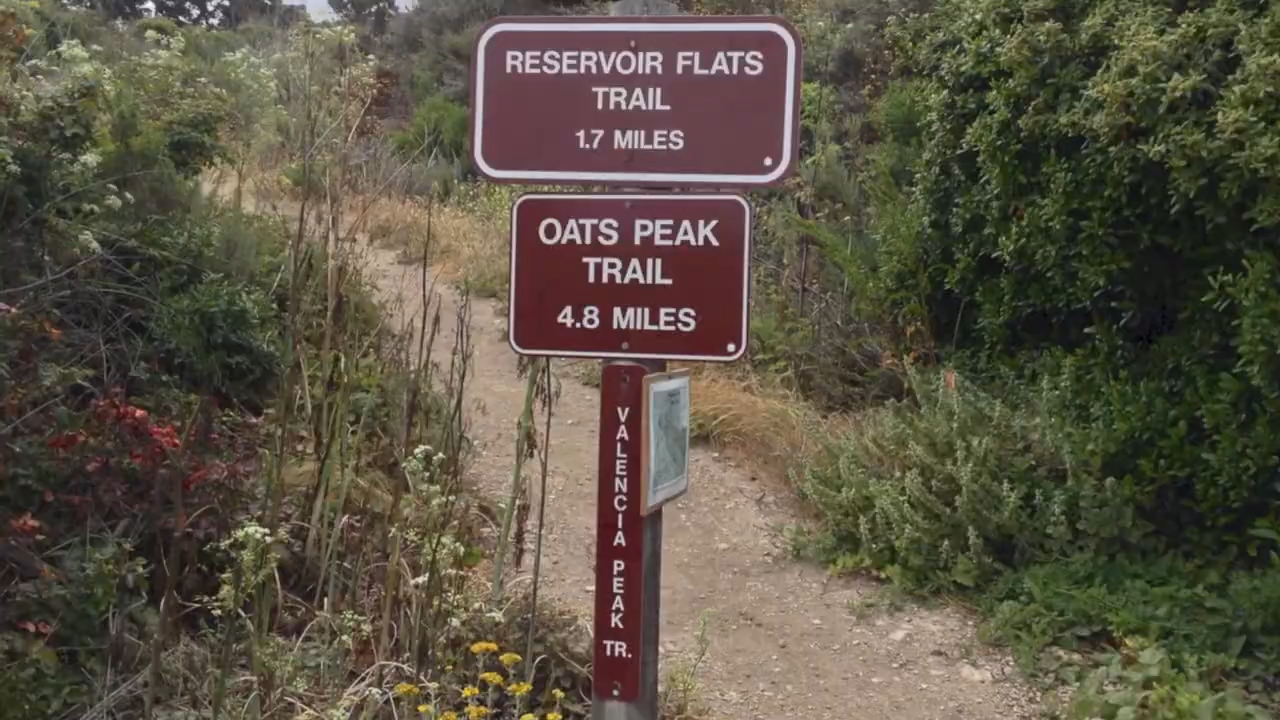 RESERVOIR FLATS
TRAIL
1.7 MILES
OATS PEAK
TRAIL
4.8 MILES
VALENCIA PEAK TR.